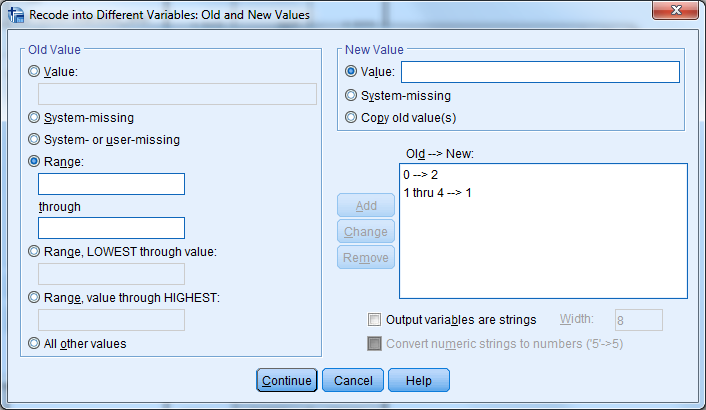 Recode into Different Variables: Old and New Values
Old Value
Value:
System-missing
System- or user-missing
Range:
through
Range, LOWEST through value:
Range, value through HIGHEST:
All other values
New Value
Value:
System-missing
Copy old value(s)
Old --> New:
0 --> 2
1 thru 4 --> 1
Add
Change
Remove
Output variables are strings
Width:
8
Convert numeric strings to numbers ('5'->5)
Continue
Cancel
Help